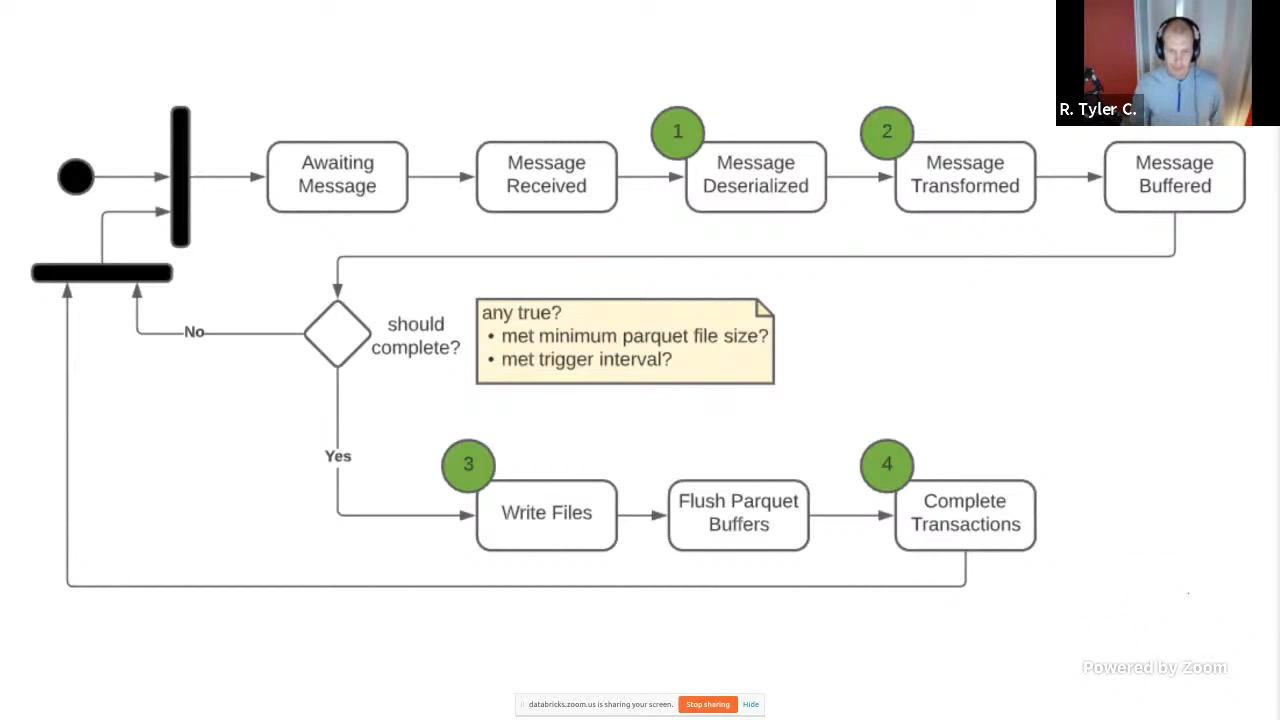 R. Tyler C.
1
2
Awaiting
Message
Message
Received
Message
Deserialized
Message
Transformed
Message
Buffered
No
should
complete?
any true?
• met minimum parquet file size?
• met trigger interval?
Yes
3
4
Write Files
Flush Parquet
Buffers
Complete
Transactions
Powered by Zoom
databricks.zoom.us is sharing your screen.
Stop sharing
Hide